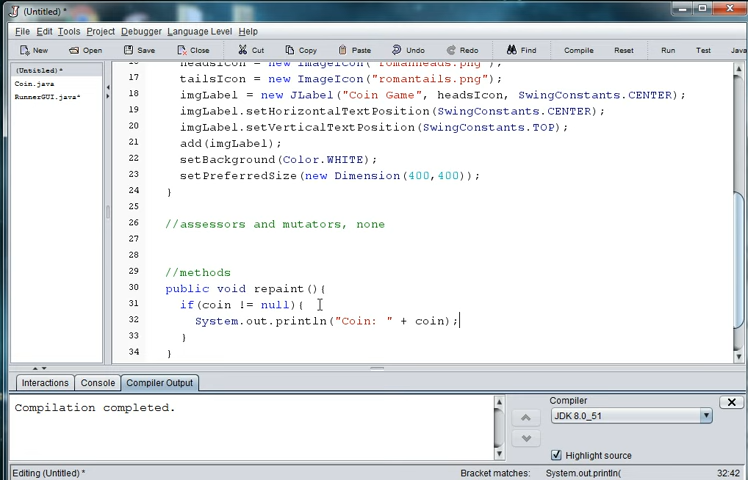 (Untitled) *
File Edit Tools Project Debugger Language Level Help
New Open Save Close Cut Copy Paste Undo Redo Find Compile Reset Run Test Java
(Untitled) *
Coin.java
RunnerGUI.java*
16 headsIcon = new ImageIcon("romanheads.png");
17 tailsIcon = new ImageIcon("romantails.png");
18 imgLabel = new JLabel("Coin Game", headsIcon, SwingConstants.CENTER);
19 imgLabel.setHorizontalTextPosition(SwingConstants.CENTER);
20 imgLabel.setVerticalTextPosition(SwingConstants.TOP);
21 add(imgLabel);
22 setBackground(Color.WHITE);
23 setPreferredSize(new Dimension(400,400));
24 }
25
26 //assessors and mutators, none
27
28
29 //methods
30 public void repaint(){
31 if(coin != null){
32 System.out.println("Coin: " + coin);
33 }
34 }
Interactions Console Compiler Output
Compilation completed.
Compiler
JDK 8.0_51
Highlight source
Editing (Untitled) * Bracket matches: System.out.println( 32:42